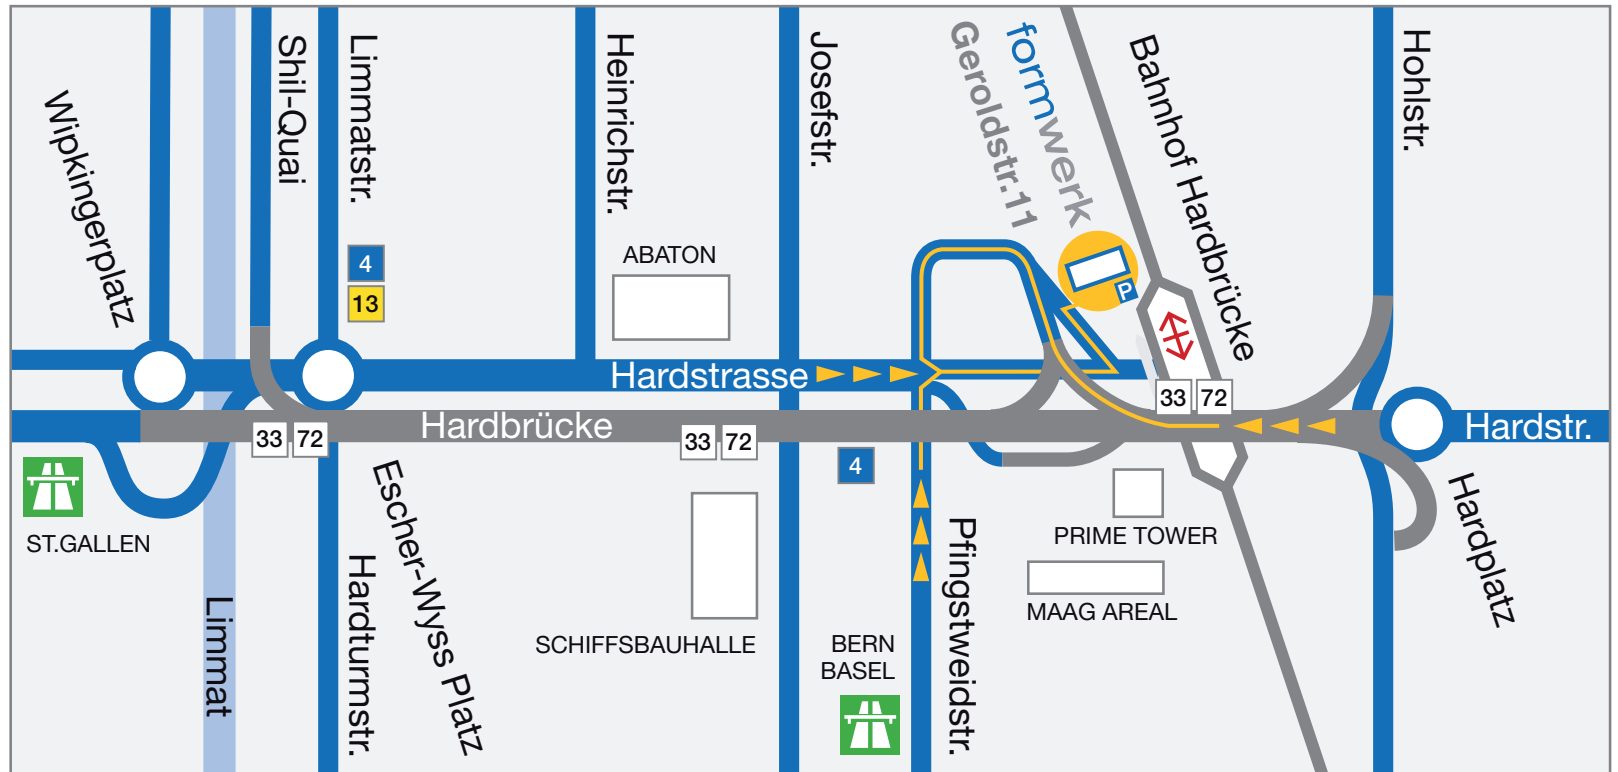 Wipkingerplatz
Shil-Quai
Limmatstr.
4
13
Heinrichstr.
ABATON
Josefstr.
formwerk
Geroldstr.11
P
Bahnhof Hardbrücke
Hohlstr.
Hardstrasse
33 72
Hardbrücke
33 72
33 72
4
Hardstr.
ST.GALLEN
Limmat
Hardturmstr.
Escher-Wyss Platz
SCHIFFSBAUHALLE
BERN
BASEL
Pfingstweidstr.
PRIME TOWER
MAAG AREAL
Hardplatz